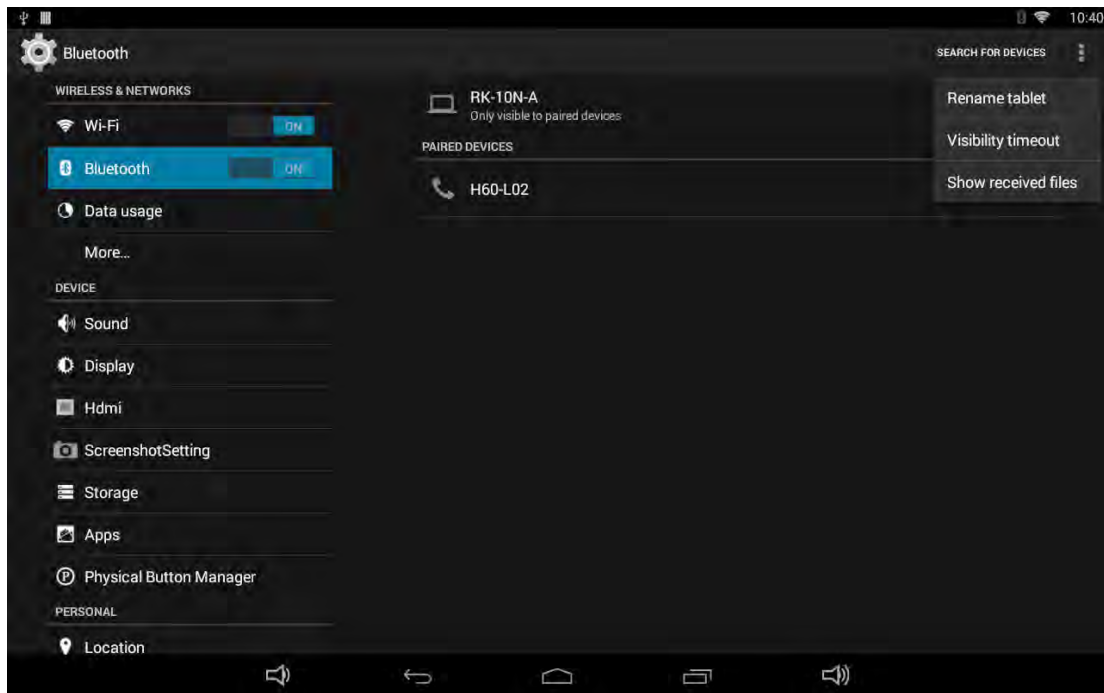 10:40
Bluetooth
SEARCH FOR DEVICES
WIRELESS & NETWORKS
Wi-Fi
ON
Bluetooth
ON
Data usage
More...
DEVICE
Sound
Display
Hdmi
ScreenshotSetting
Storage
Apps
P
Physical Button Manager
PERSONAL
Location
RK-10N-A
Only visible to paired devices
PAIRED DEVICES
H60-L02
Rename tablet
Visibility timeout
Show received files